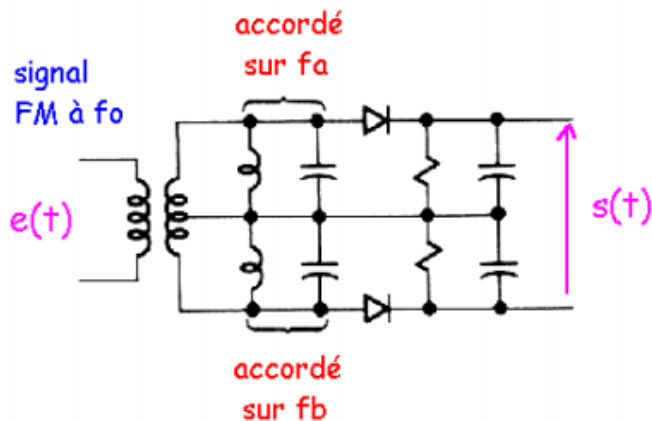 accordé
sur fa
signal
FM à fo
e(t)
s(t)
accordé
sur fb